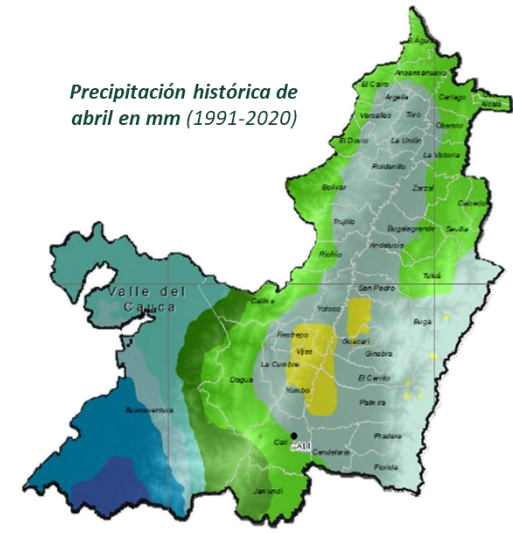 Precipitación histórica de
abril en mm (1991-2020)
El Águila
Ansermanuevo
El Cairo
Argelia
Cartago
Alcalá
Versalles
Toro
Obando
El Dovio
La Unión
La Victoria
Roldanillo
Bolívar
Zarzal
Caicedo
Trujillo
Bugalagrande
Sevilla
Andalucía
Riofrío
Tuluá
San Pedro
Valle del
Cauca
Calima
Yotoco
Buga
Restrepo
Guacarí
Vijes
Ginebra
La Cumbre
Dagua
El Cerrito
Yumbo
Palmira
Buenaventura
Pradera
Cali
CALI
Candelaria
Florida
Jamundí